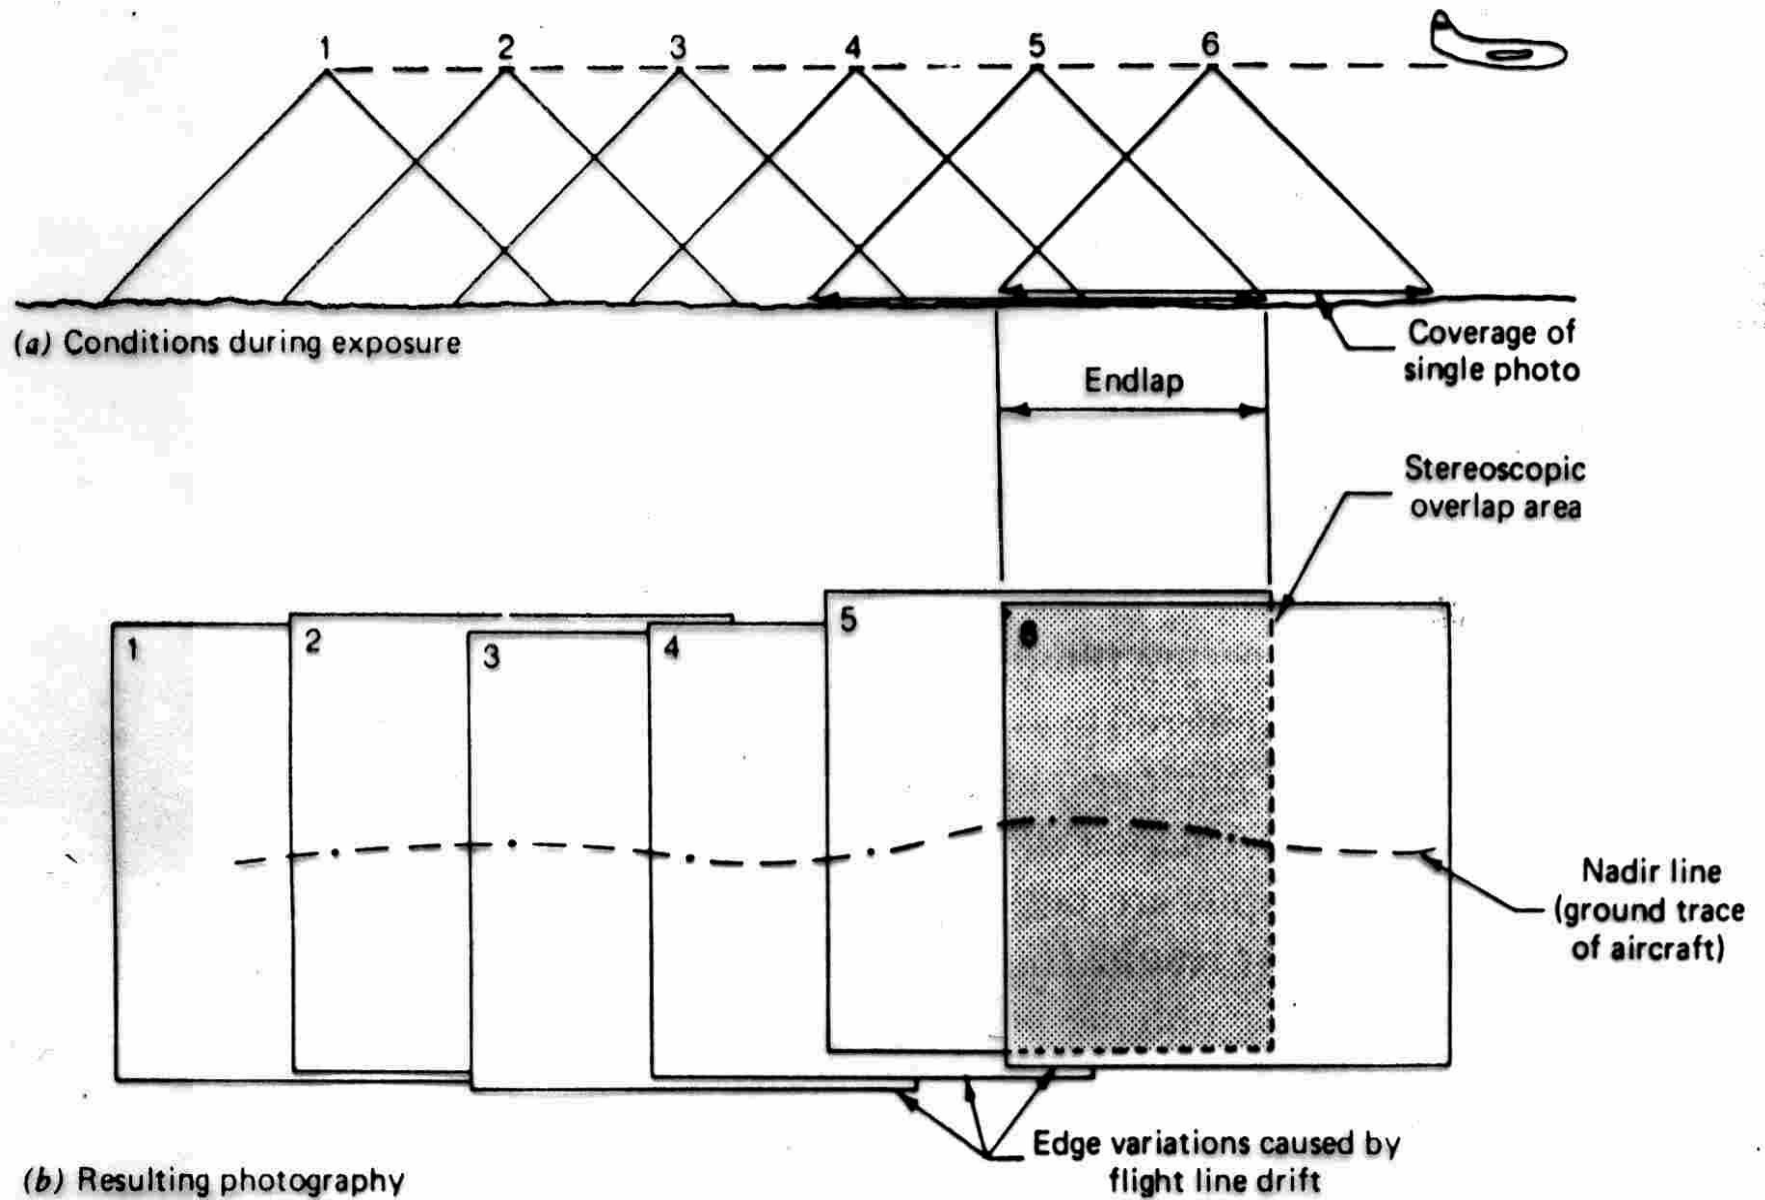 1 2 3 4 5 6
(a) Conditions during exposure
Coverage of
single photo
Endlap
Stereoscopic
overlap area
1
2
3
4
5
6
Nadir line
(ground trace
of aircraft)
Edge variations caused by
flight line drift
(b) Resulting photography